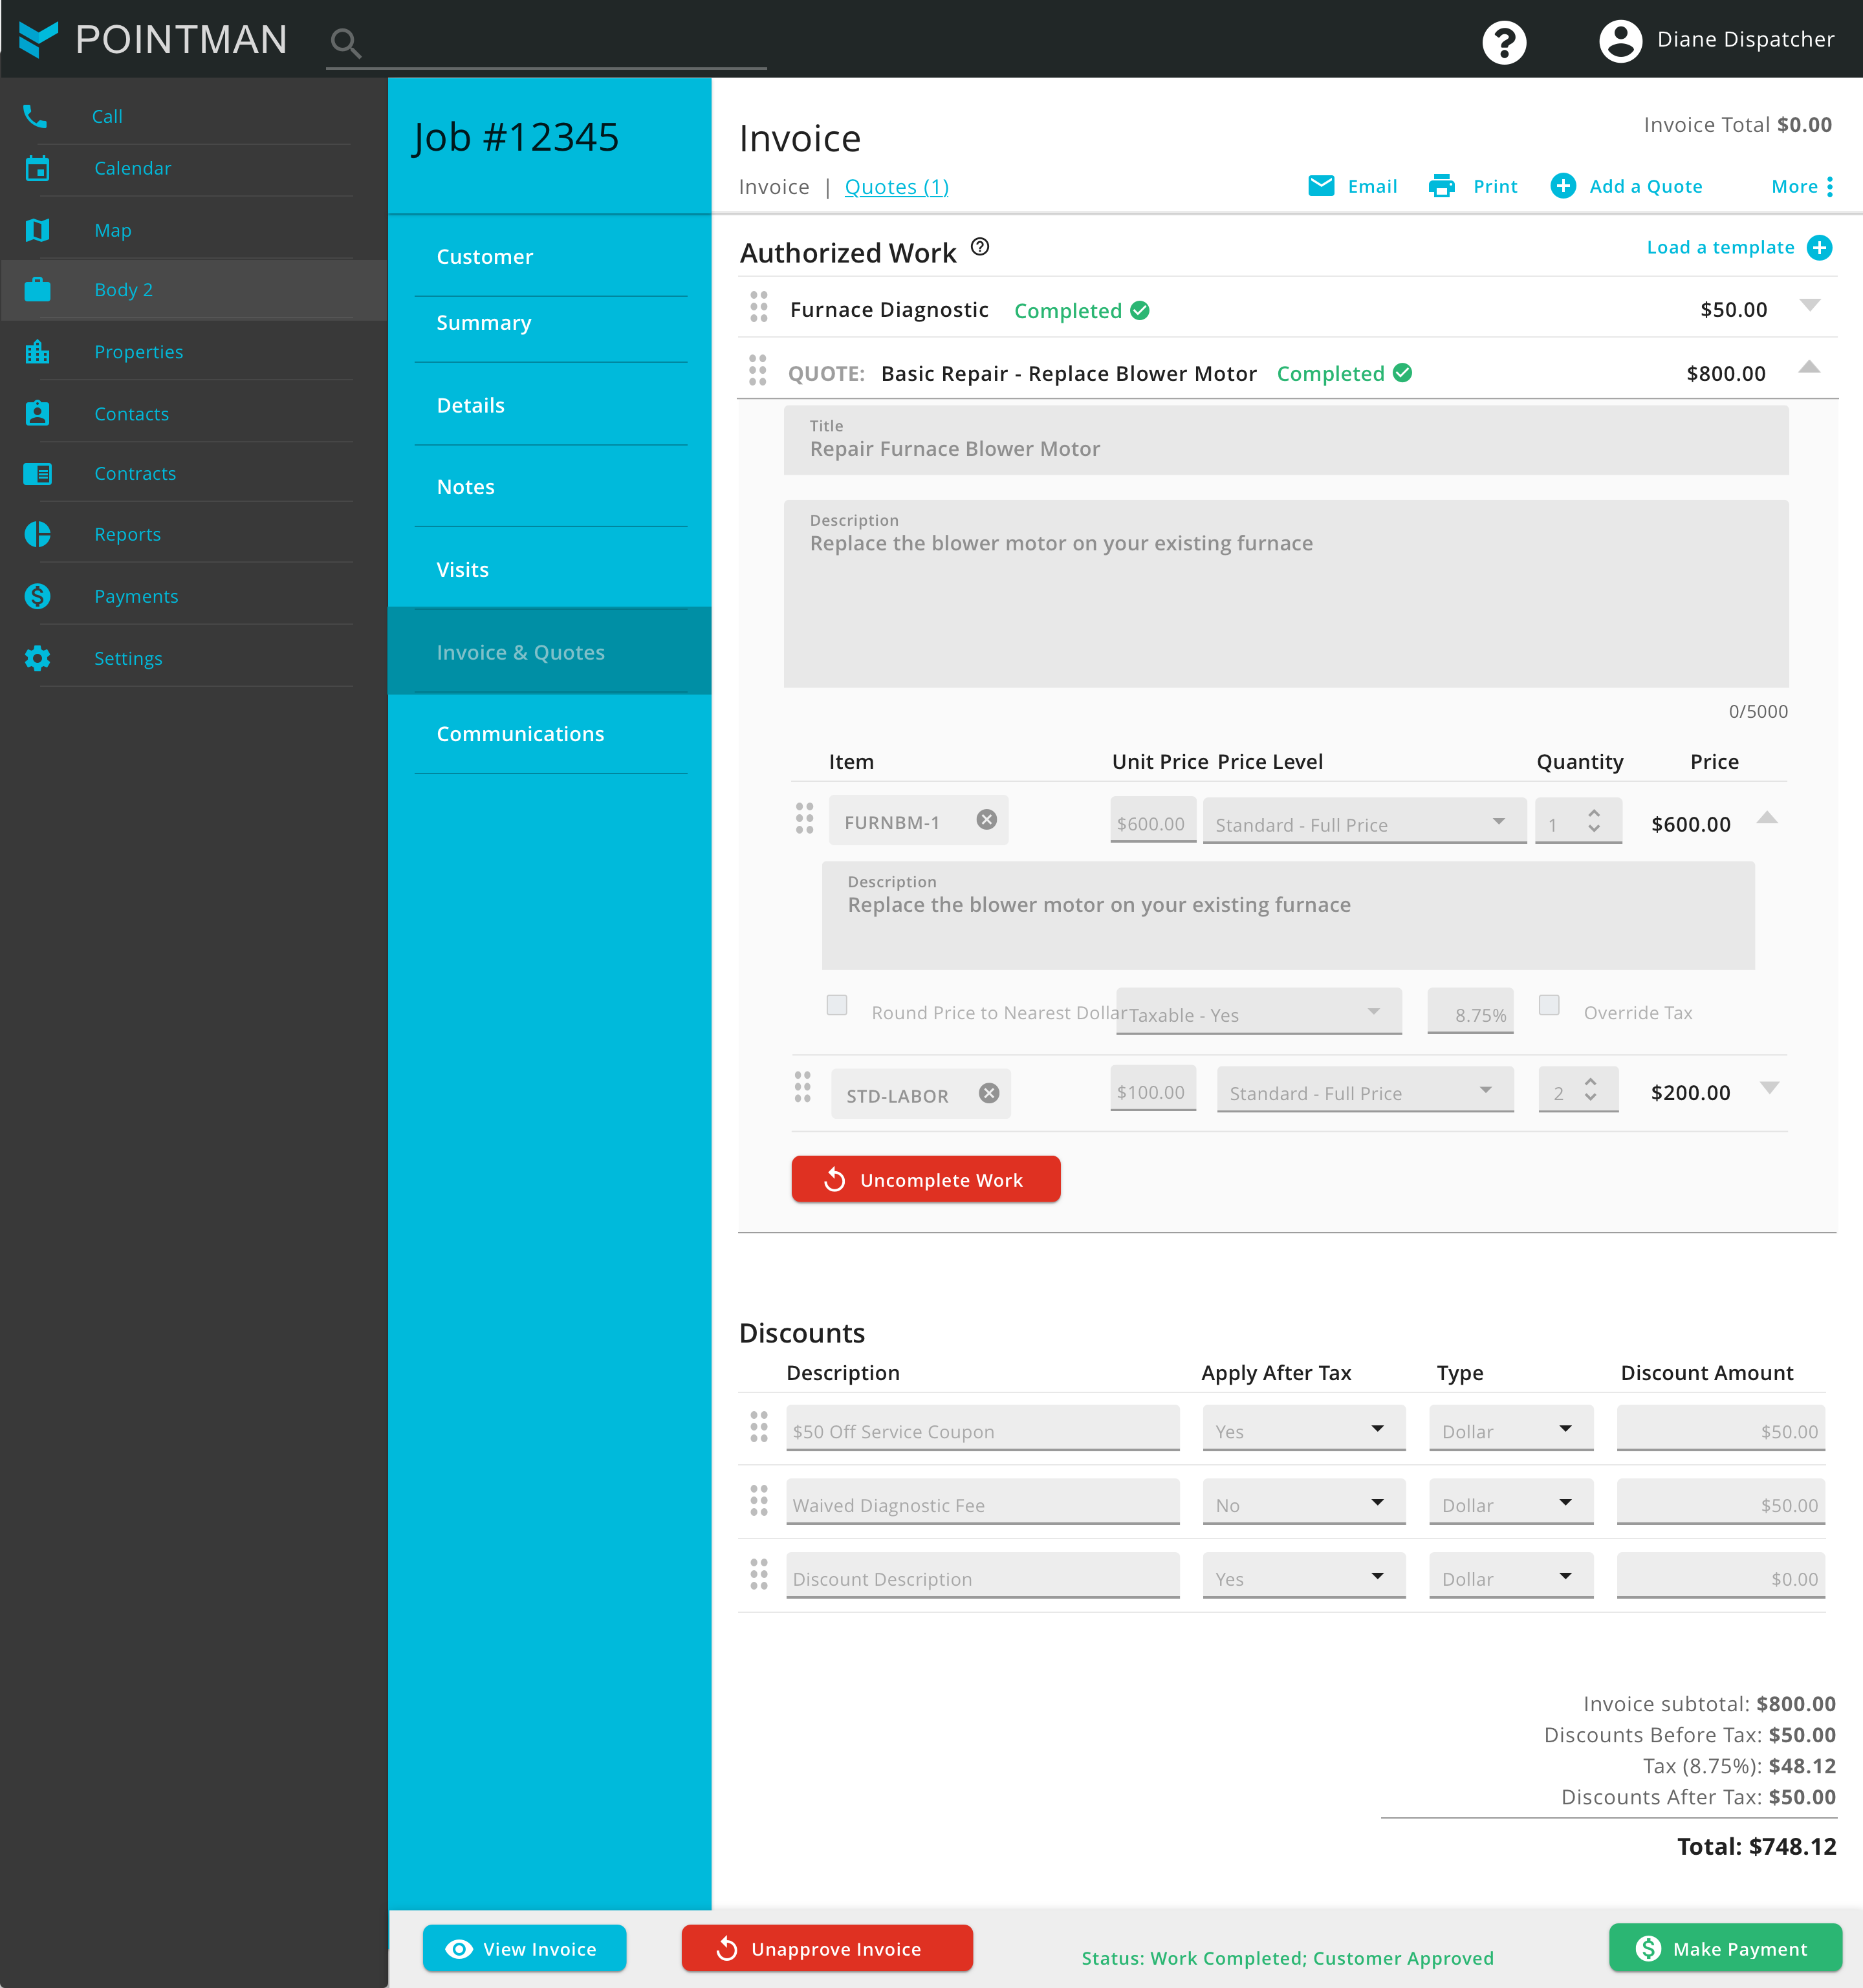 POINTMAN
Diane Dispatcher
Call
Calendar
Map
Body 2
Properties
Contacts
Contracts
Reports
Payments
Settings
Job #12345
Customer
Summary
Details
Notes
Visits
Invoice & Quotes
Communications
Invoice
Invoice Total $0.00
Invoice | Quotes (1)
Email Print Add a Quote More
Authorized Work
Load a template
Furnace Diagnostic Completed $50.00
QUOTE: Basic Repair - Replace Blower Motor Completed $800.00
Title
Repair Furnace Blower Motor
Description
Replace the blower motor on your existing furnace
0/5000
Item Unit Price Price Level Quantity Price
FURNBM-1 $600.00 Standard - Full Price 1 $600.00
Description
Replace the blower motor on your existing furnace
Round Price to Nearest Dollar Taxable - Yes 8.75% Override Tax
STD-LABOR $100.00 Standard - Full Price 2 $200.00
Uncomplete Work
Discounts
Description Apply After Tax Type Discount Amount
$50 Off Service Coupon Yes Dollar $50.00
Waived Diagnostic Fee No Dollar $50.00
Discount Description Yes Dollar $0.00
Invoice subtotal: $800.00
Discounts Before Tax: $50.00
Tax (8.75%): $48.12
Discounts After Tax: $50.00
Total: $748.12
View Invoice Unapprove Invoice Status: Work Completed; Customer Approved Make Payment